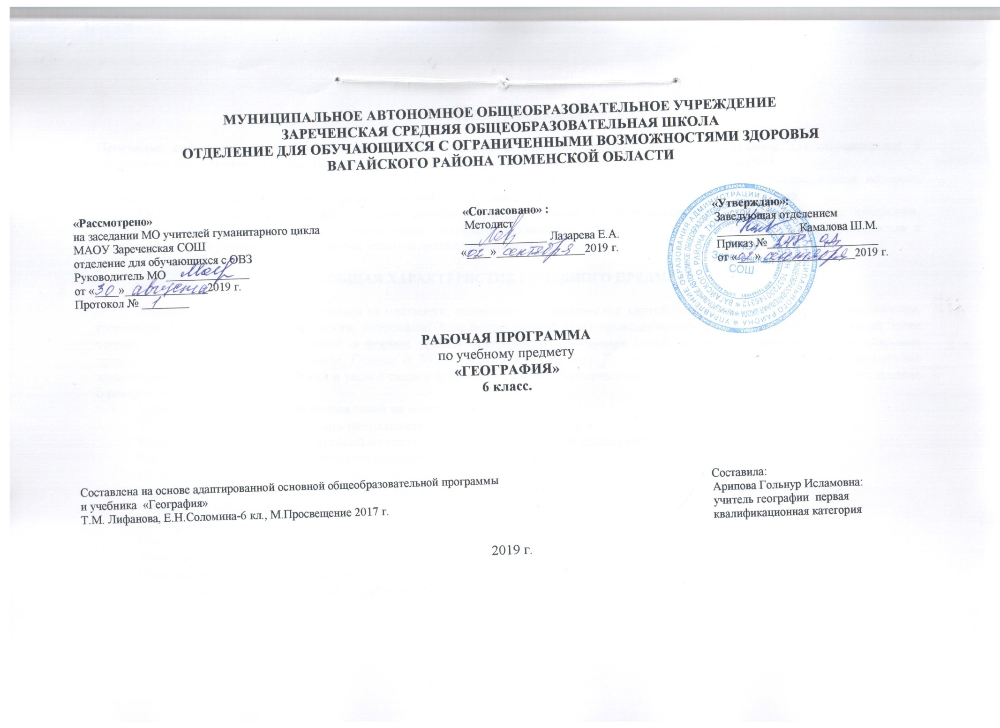 МУНИЦИПАЛЬНОЕ АВТОНОМНОЕ ОБЩЕОБРАЗОВАТЕЛЬНОЕ УЧРЕЖДЕНИЕ
ЗАРЕЧЕНСКАЯ СРЕДНЯЯ ОБЩЕОБРАЗОВАТЕЛЬНАЯ ШКОЛА
ОТДЕЛЕНИЕ ДЛЯ ОБУЧАЮЩИХСЯ С ОГРАНИЧЕННЫМИ ВОЗМОЖНОСТЯМИ ЗДОРОВЬЯ
ВАГАЙСКОГО РАЙОНА ТЮМЕНСКОЙ ОБЛАСТИ
«Рассмотрено»
на заседании МО учителей гуманитарного цикла
МАОУ Зареченская СОШ
отделение для обучающихся с ОВЗ
Руководитель МО
от «30» августа 2019 г.
Протокол № 1
«Согласовано» :
Методист
Лазарева Е.А.
«02» сентября 2019 г.
«Утверждаю»:
Заведующая отделением
Камалова Ш.М.
Приказ № 248-од
от «02» сентября 2019 г.
МАОУ
Зареченская
СОШ
РАБОЧАЯ ПРОГРАММА
по учебному предмету
«ГЕОГРАФИЯ»
6 класс.
Составлена на основе адаптированной основной общеобразовательной программы
и учебника «География»
Т.М. Лифанова, Е.Н.Соломина-6 кл., М.Просвещение 2017 г.
Составила:
Арипова Гольнур Исламовна:
учитель географии первая
квалификационная категория
2019 г.